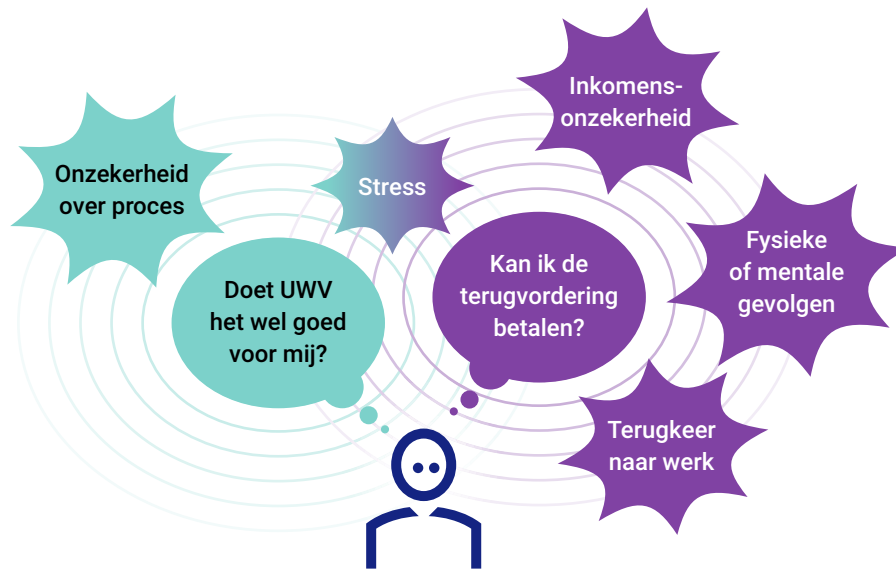 Onzekerheid
over proces
Stress
Inkomens-
onzekerheid
Doet UWV
het wel goed
voor mij?
Kan ik de
terugvordering
betalen?
Fysieke
of mentale
gevolgen
Terugkeer
naar werk